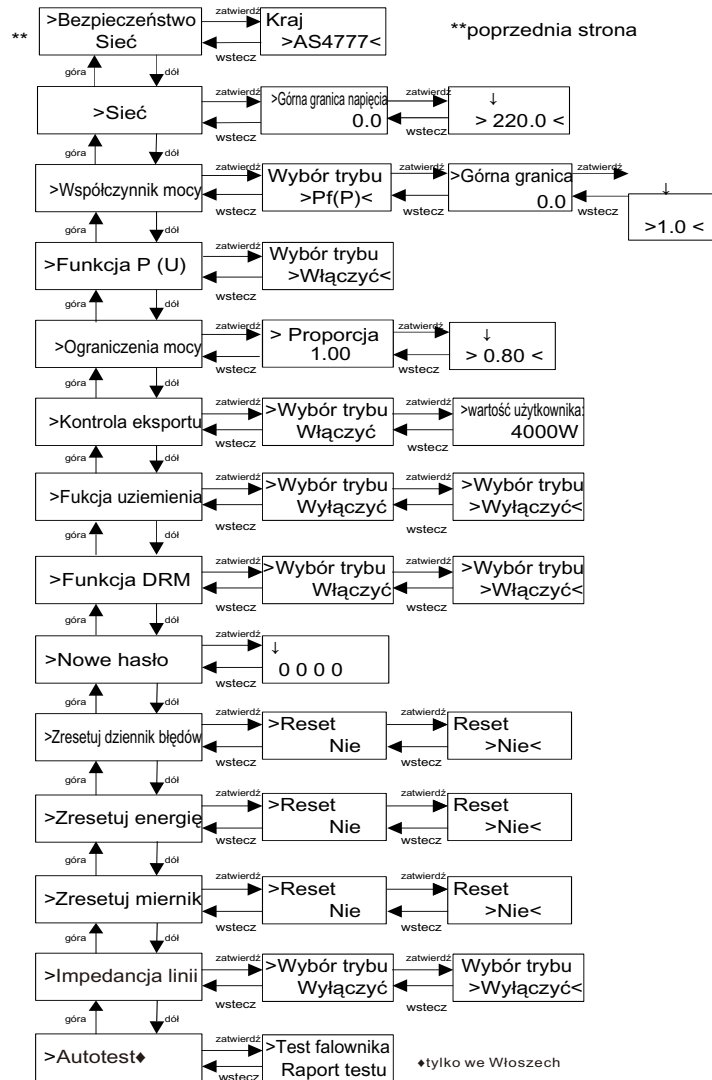 **
>Bezpieczeństwo
Sieć
zatwierdź
wstecz
Kraj
>AS4777<
**poprzednia strona
góra
dół
>Sieć
zatwierdź
wstecz
>Górna granica napięcia
0.0
zatwierdź
wstecz
↓
> 220.0 <
góra
dół
>Współczynnik mocy
zatwierdź
wstecz
Wybór trybu
>Pf(P)<
zatwierdź
wstecz
>Górna granica
0.0
zatwierdź
wstecz
↓
>1.0 <
góra
dół
>Funkcja P (U)
zatwierdź
wstecz
Wybór trybu
>Włączyć<
góra
dół
>Ograniczenia mocy
zatwierdź
wstecz
> Proporcja
1.00
zatwierdź
wstecz
↓
> 0.80 <
góra
dół
>Kontrola eksportu
zatwierdź
wstecz
>Wybór trybu
Włączyć
zatwierdź
wstecz
>wartość użytkownika:
4000W
góra
dół
>Fukcja uziemienia
zatwierdź
wstecz
>Wybór trybu
Wyłączyć
zatwierdź
wstecz
>Wybór trybu
>Wyłączyć<
góra
dół
>Funkcja DRM
zatwierdź
wstecz
>Wybór trybu
Włączyć
zatwierdź
wstecz
>Wybór trybu
>Włączyć<
góra
dół
>Nowe hasło
zatwierdź
wstecz
↓
0 0 0 0
góra
dół
>Zresetuj dziennik błędów
zatwierdź
wstecz
>Reset
Nie
zatwierdź
wstecz
Reset
>Nie<
góra
dół
>Zresetuj energię
zatwierdź
wstecz
>Reset
Nie
zatwierdź
wstecz
Reset
>Nie<
góra
dół
>Zresetuj miernik
zatwierdź
wstecz
>Reset
Nie
zatwierdź
wstecz
Reset
>Nie<
góra
dół
>Impedancja linii
zatwierdź
wstecz
>Wybór trybu
Wyłączyć
zatwierdź
wstecz
Wybór trybu
>Wyłączyć<
góra
dół
>Autotest♦
zatwierdź
wstecz
>Test falownika
Raport testu
♦tylko we Włoszech